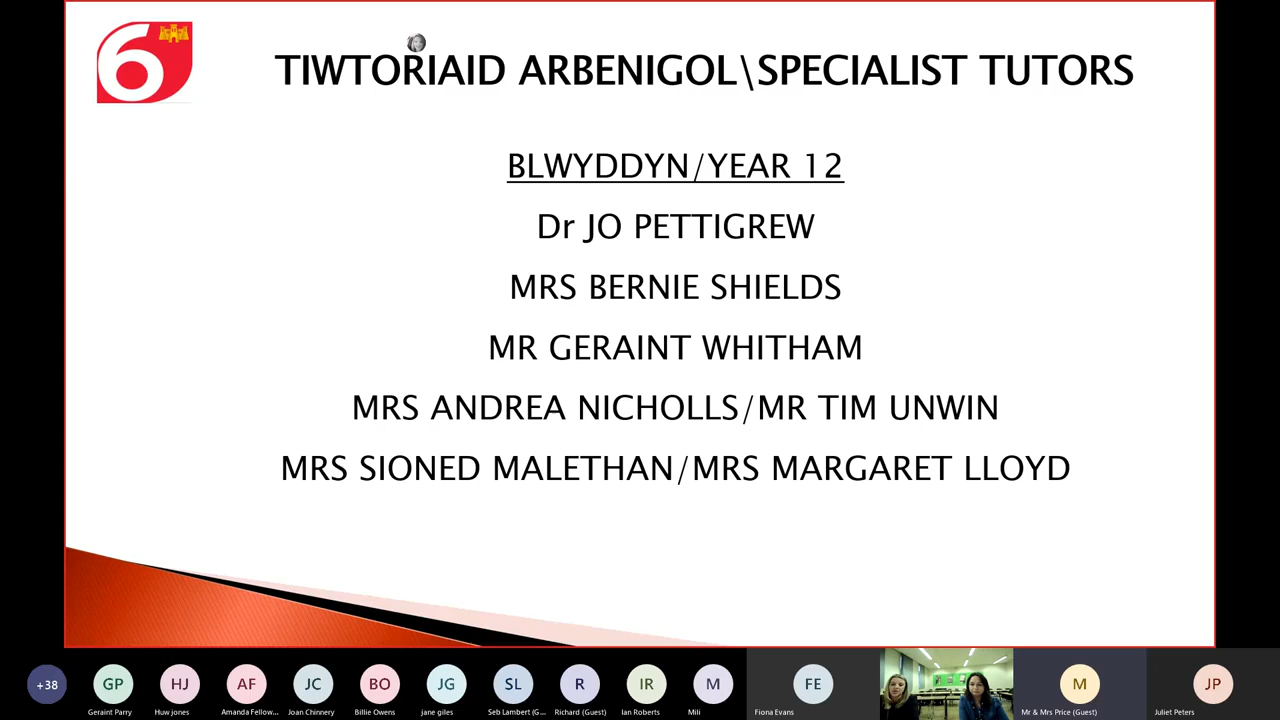 6
TIWTORIAID ARBENIGOL\SPECIALIST TUTORS
BLWYDDYN/YEAR 12
Dr JO PETTIGREW
MRS BERNIE SHIELDS
MR GERAINT WHITHAM
MRS ANDREA NICHOLLS/MR TIM UNWIN
MRS SIONED MALETHAN/MRS MARGARET LLOYD
+38 GP HJ AF JC BO JG SL R IR M FE M JP
Geraint Parry Huw jones Amanda Fellow... Joan Chinnery Billie Owens jane giles Seb Lambert (G... Richard (Guest) Ian Roberts Mili Fiona Evans Mr & Mrs Price (Guest) Juliet Peters